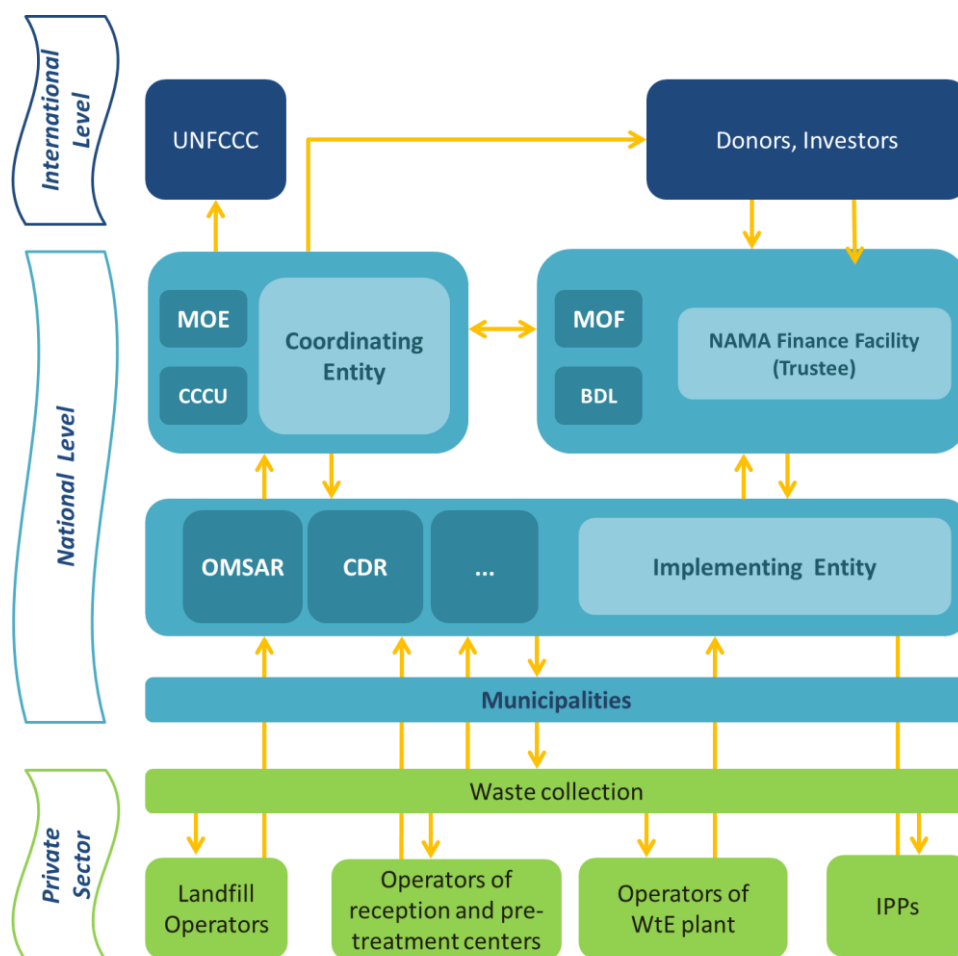 International
Level
UNFCCC
Donors, Investors
National Level
MOE
CCCU
Coordinating
Entity
MOF
BDL
NAMA Finance Facility
(Trustee)
OMSAR
CDR
...
Implementing Entity
Municipalities
Private
Sector
Waste collection
Landfill
Operators
Operators of
reception and pre-
treatment centers
Operators of
WtE plant
IPPs